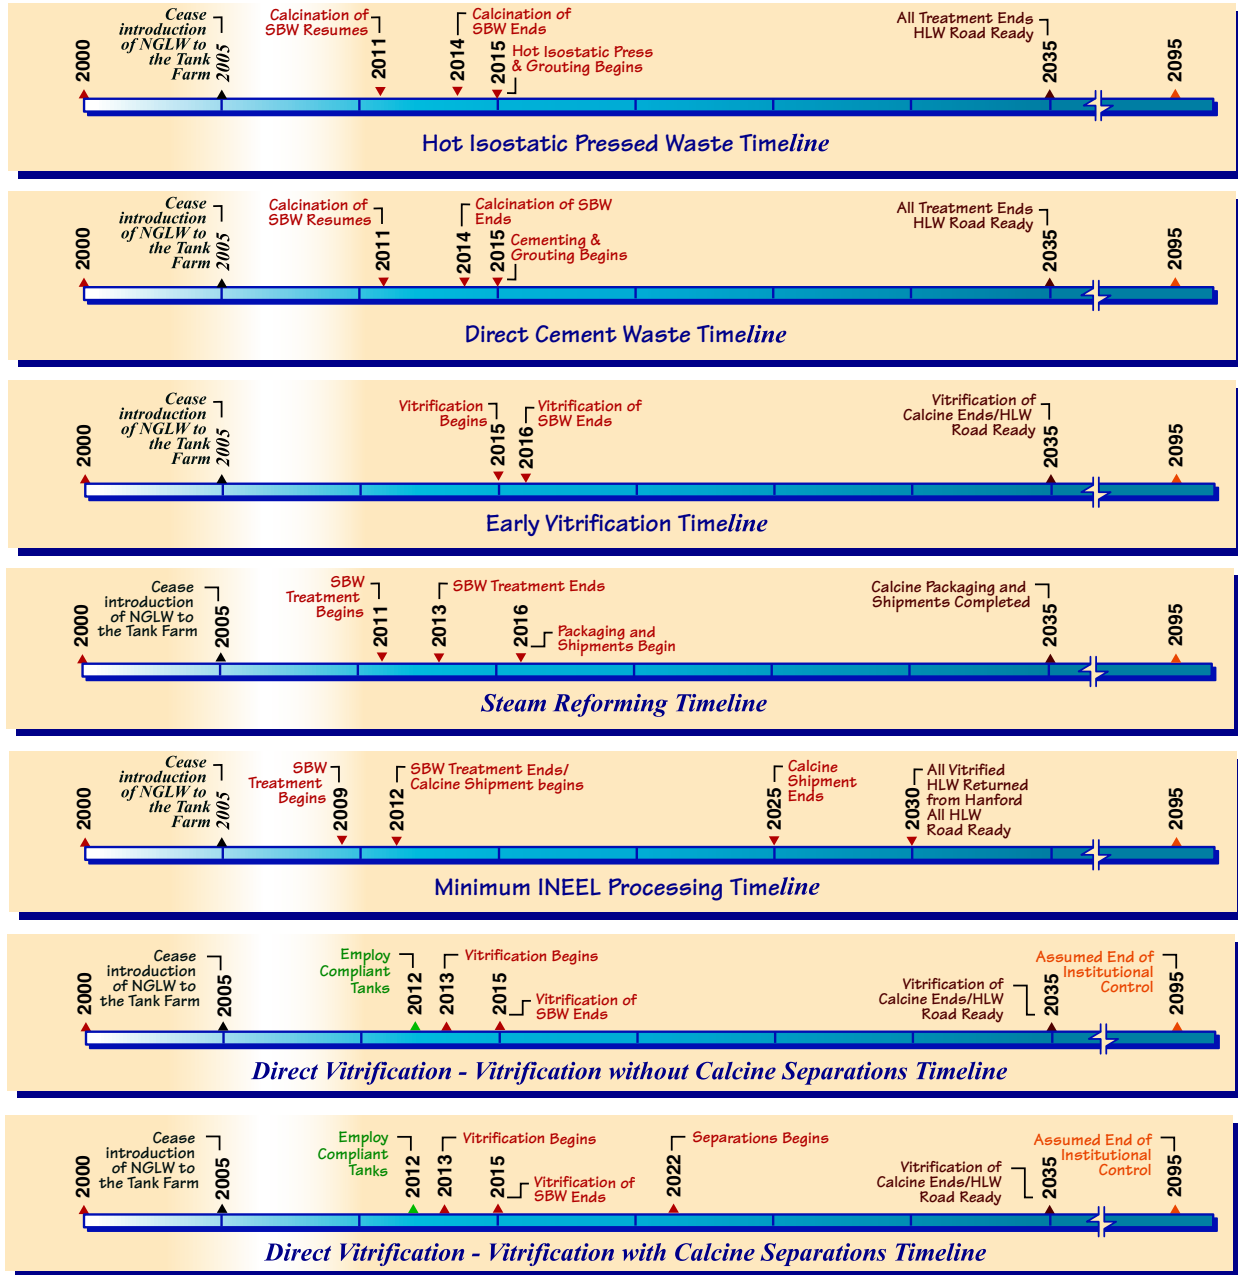 2000
Cease
introduction
of NGLW to
the Tank
Farm
2005
Calcination of
SBW Resumes
2011
2014
Calcination of
SBW Ends
2015
Hot Isostatic Press
& Grouting Begins
All Treatment Ends
HLW Road Ready
2035
2095
Hot Isostatic Pressed Waste Timeline
2000
Cease
introduction
of NGLW to
the Tank
Farm
2005
Calcination of
SBW Resumes
2011
2014
Calcination of SBW
Ends
2015
Cementing &
Grouting Begins
All Treatment Ends
HLW Road Ready
2035
2095
Direct Cement Waste Timeline
2000
Cease
introduction
of NGLW to
the Tank
Farm
2005
Vitrification
Begins
2015
2016
Vitrification of
SBW Ends
Vitrification of
Calcine Ends/HLW
Road Ready
2035
2095
Early Vitrification Timeline
2000
Cease
introduction
of NGLW to
the Tank Farm
2005
SBW
Treatment
Begins
2011
2013
SBW Treatment Ends
2016
Packaging and
Shipments Begin
Calcine Packaging and
Shipments Completed
2035
2095
Steam Reforming Timeline
2000
Cease
introduction
of NGLW to
the Tank
Farm
2005
SBW
Treatment
Begins
2009
2012
SBW Treatment Ends/
Calcine Shipment begins
2025
Calcine
Shipment
Ends
2030
All Vitrified
HLW Returned
from Hanford
All HLW
Road Ready
2095
Minimum INEEL Processing Timeline
2000
Cease
introduction
of NGLW to
the Tank Farm
2005
Employ
Compliant
Tanks
2012
2013
Vitrification Begins
2015
Vitrification of
SBW Ends
Vitrification of
Calcine Ends/HLW
Road Ready
2035
Assumed End of
Institutional
Control
2095
Direct Vitrification - Vitrification without Calcine Separations Timeline
2000
Cease
introduction
of NGLW to
the Tank Farm
2005
Employ
Compliant
Tanks
2012
2013
Vitrification Begins
2015
Vitrification of
SBW Ends
2022
Separations Begins
Vitrification of
Calcine Ends/HLW
Road Ready
2035
Assumed End of
Institutional
Control
2095
Direct Vitrification - Vitrification with Calcine Separations Timeline